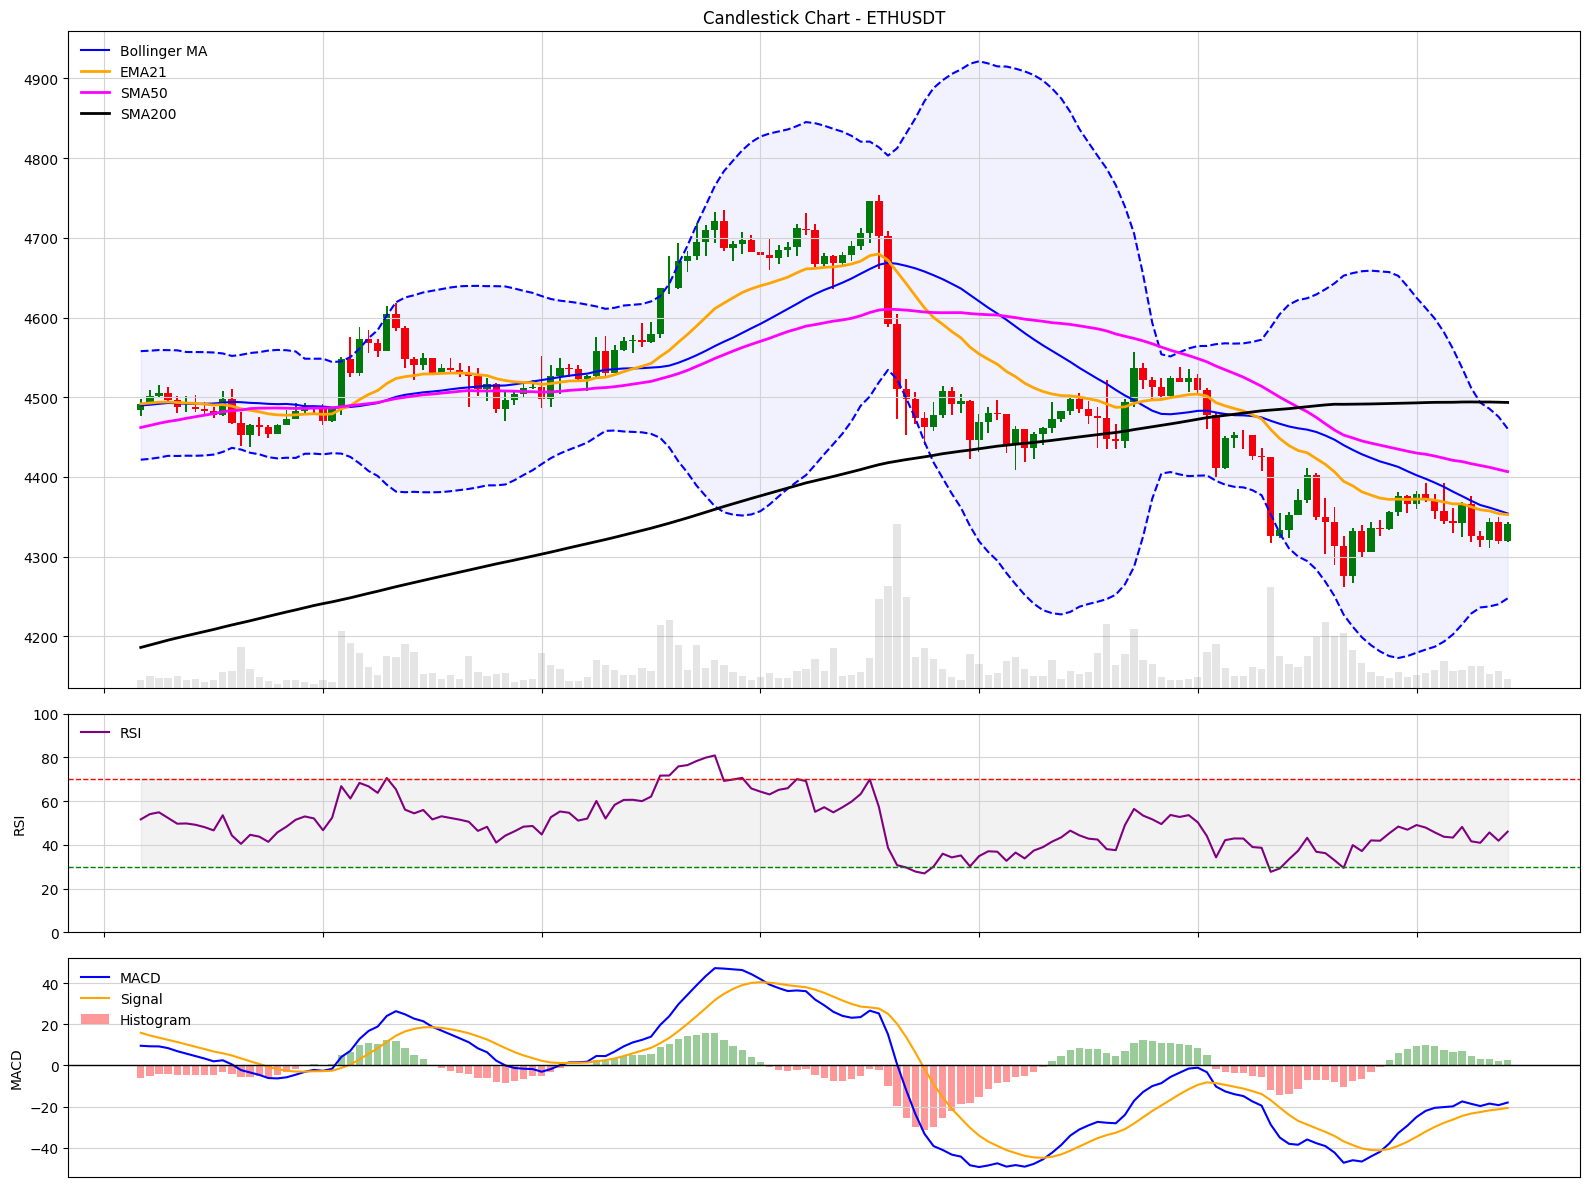 Candlestick Chart - ETHUSDT
Bollinger MA
EMA21
SMA50
SMA200
4900
4800
4700
4600
4500
4400
4300
4200
RSI
100
80
60
40
20
0
RSI
MACD
Signal
Histogram
40
20
0
−20
−40
MACD